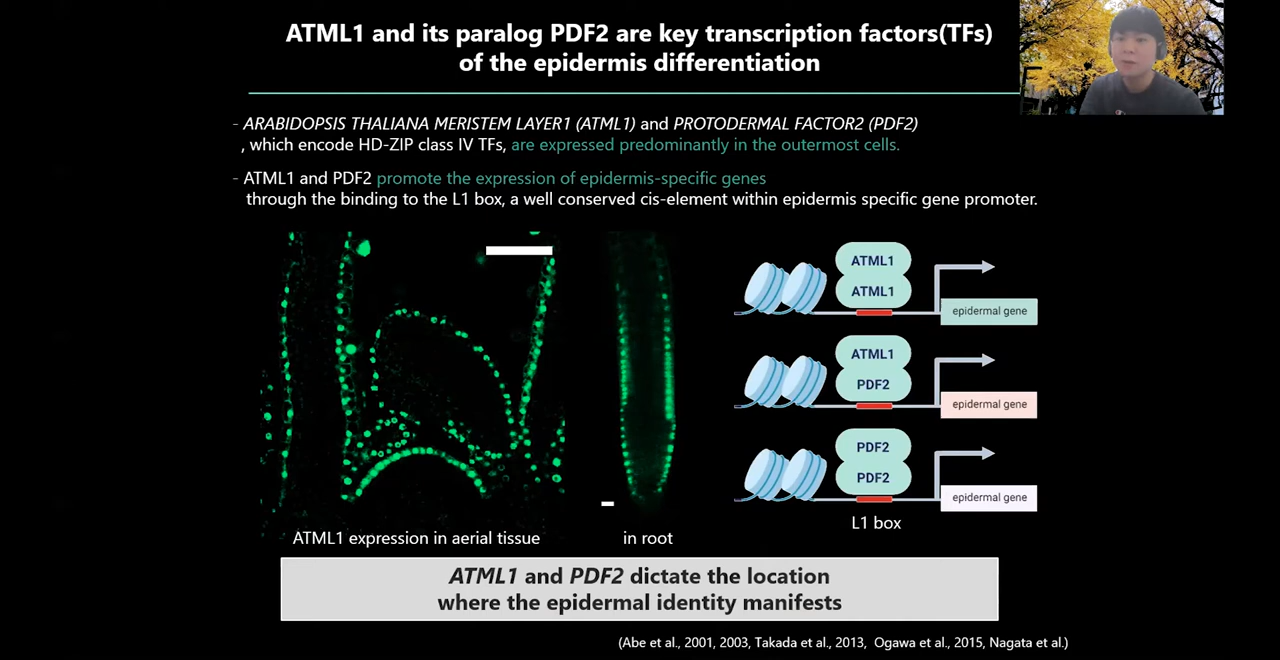 ATML1 and its paralog PDF2 are key transcription factors(TFs)
of the epidermis differentiation
- ARABIDOPSIS THALIANA MERISTEM LAYER1 (ATML1) and PROTODERMAL FACTOR2 (PDF2)
, which encode HD-ZIP class IV TFs, are expressed predominantly in the outermost cells.
- ATML1 and PDF2 promote the expression of epidermis-specific genes
through the binding to the L1 box, a well conserved cis-element within epidermis specific gene promoter.
ATML1
ATML1
epidermal gene
ATML1
PDF2
epidermal gene
PDF2
PDF2
epidermal gene
L1 box
ATML1 expression in aerial tissue
in root
ATML1 and PDF2 dictate the location
where the epidermal identity manifests
(Abe et al., 2001, 2003, Takada et al., 2013, Ogawa et al., 2015, Nagata et al.)